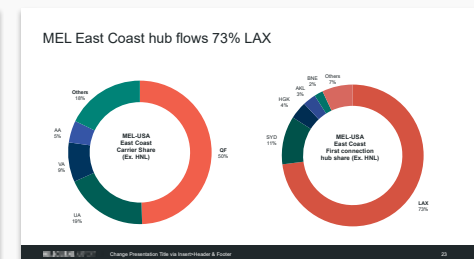 MEL East Coast hub flows 73% LAX
Others
18%
AA
5%
VA
9%
UA
19%
QF
50%
MEL-USA
East Coast
Carrier Share
(Ex. HNL)
BNE
2%
Others
7%
AKL
3%
HGK
4%
SYD
11%
LAX
73%
MEL-USA
East Coast
First connection
hub share (Ex. HNL)
Change Presentation Title via Insert>Header & Footer
23